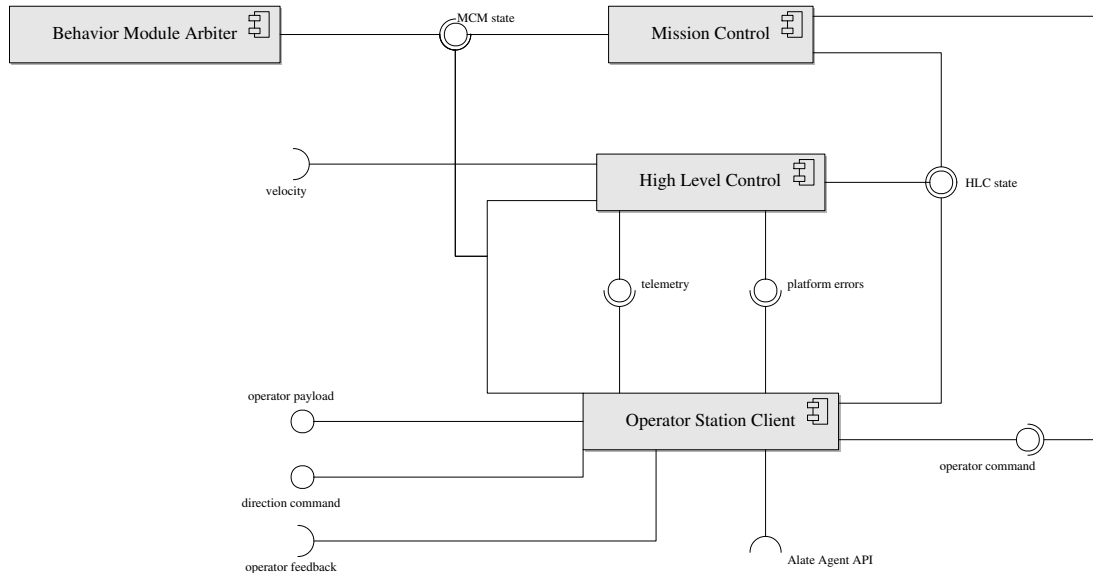 MCM state
Behavior Module Arbiter
Mission Control
velocity
High Level Control
HLC state
telemetry
platform errors
operator payload
Operator Station Client
direction command
operator command
operator feedback
Alate Agent API